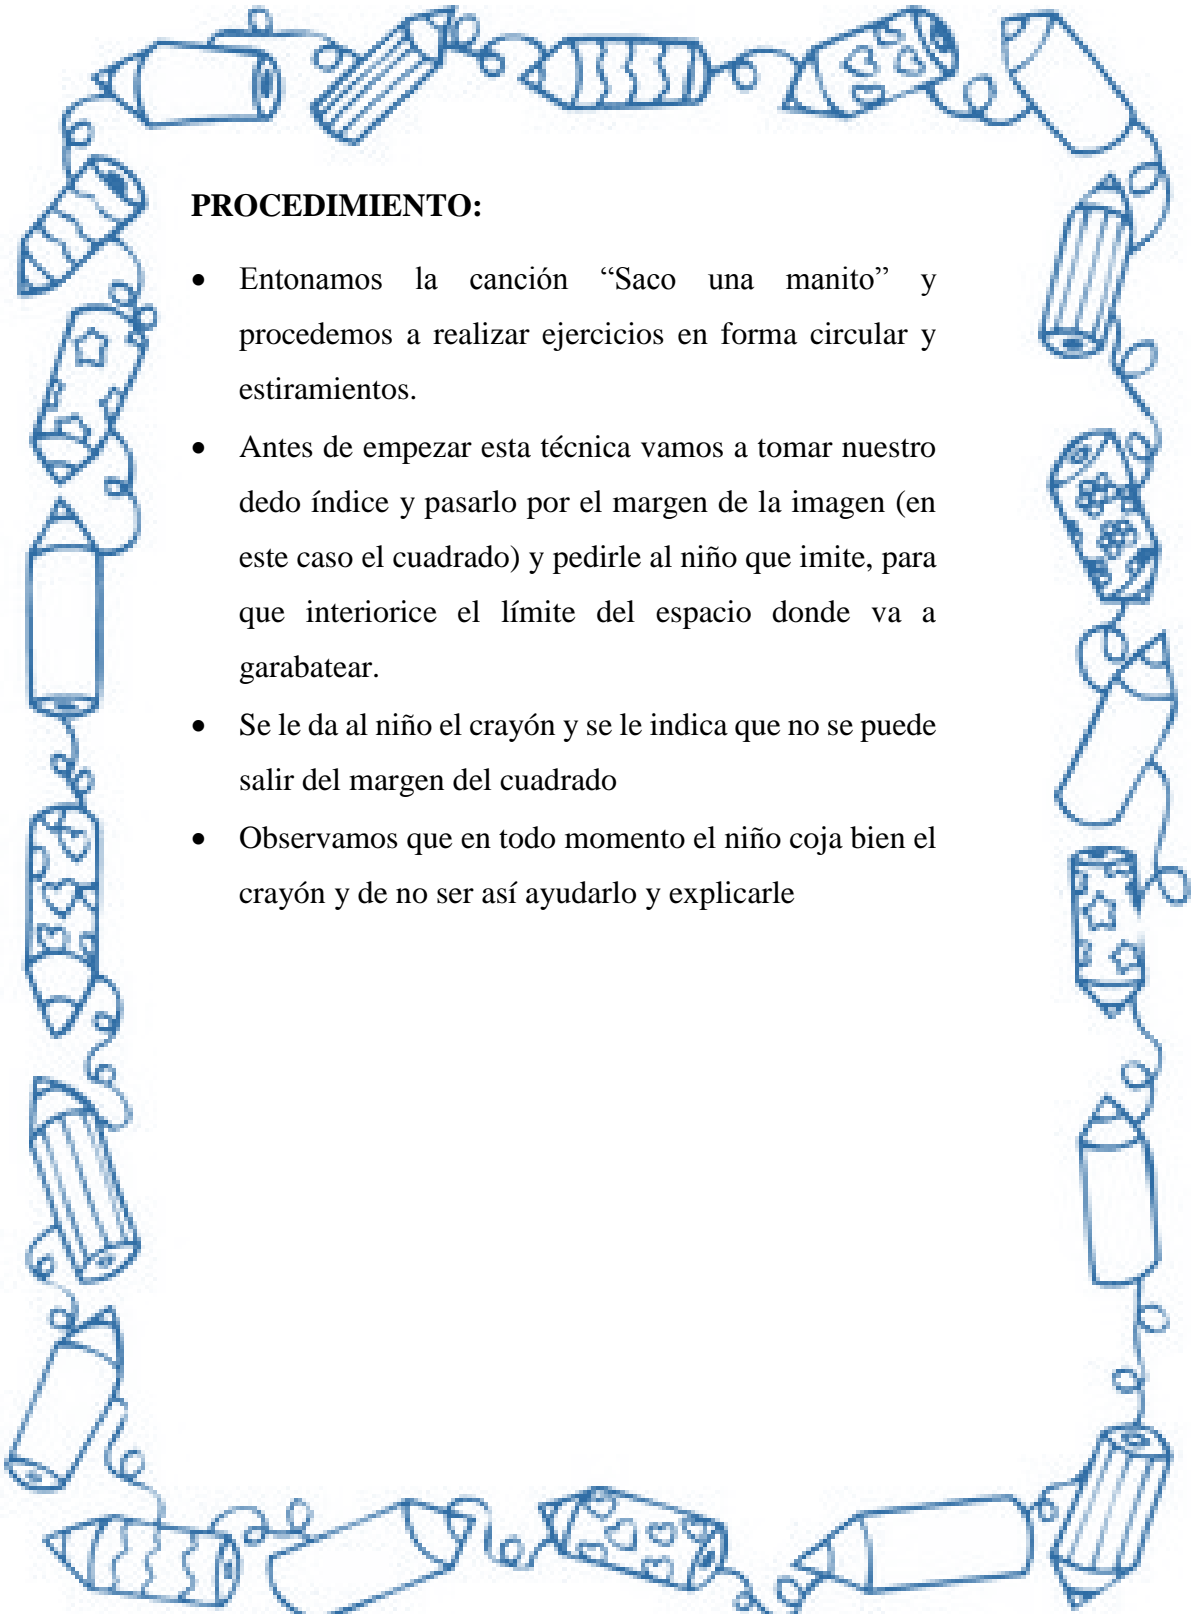 PROCEDIMIENTO:
• Entonamos la canción “Saco una manito” y
procedemos a realizar ejercicios en forma circular y
estiramientos.
• Antes de empezar esta técnica vamos a tomar nuestro
dedo índice y pasarlo por el margen de la imagen (en
este caso el cuadrado) y pedirle al niño que imite, para
que interiorice el límite del espacio donde va a
garabatear.
• Se le da al niño el crayón y se le indica que no se puede
salir del margen del cuadrado
• Observamos que en todo momento el niño coja bien el
crayón y de no ser así ayudarlo y explicarle